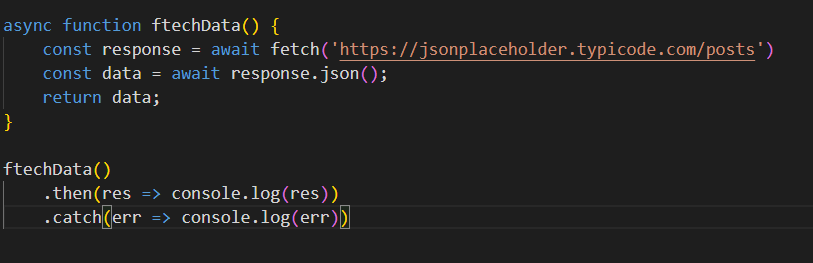 async function ftechData() {
    const response = await fetch('https://jsonplaceholder.typicode.com/posts')
    const data = await response.json();
    return data;
}

ftechData()
    .then(res => console.log(res))
    .catch(err => console.log(err))